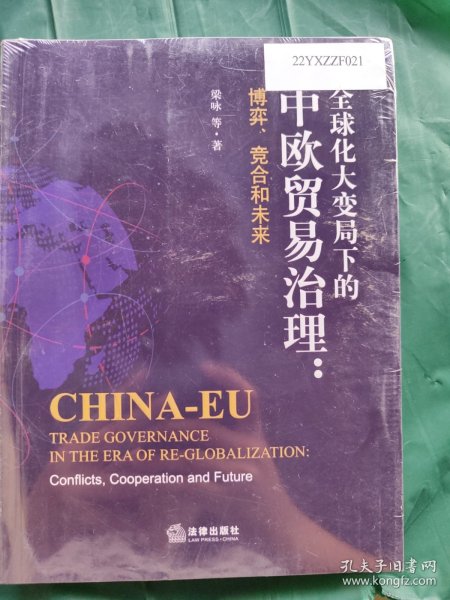 22YXZZF021
全球化大变局下的
中欧贸易治理：
博弈、竞合和未来
梁咏 等·著
CHINA-EU
TRADE GOVERNANCE
IN THE ERA OF RE-GLOBALIZATION:
Conflicts, Cooperation and Future
法律出版社
LAW PRESS·CHINA
孔夫子旧书网
www.kongfz.com